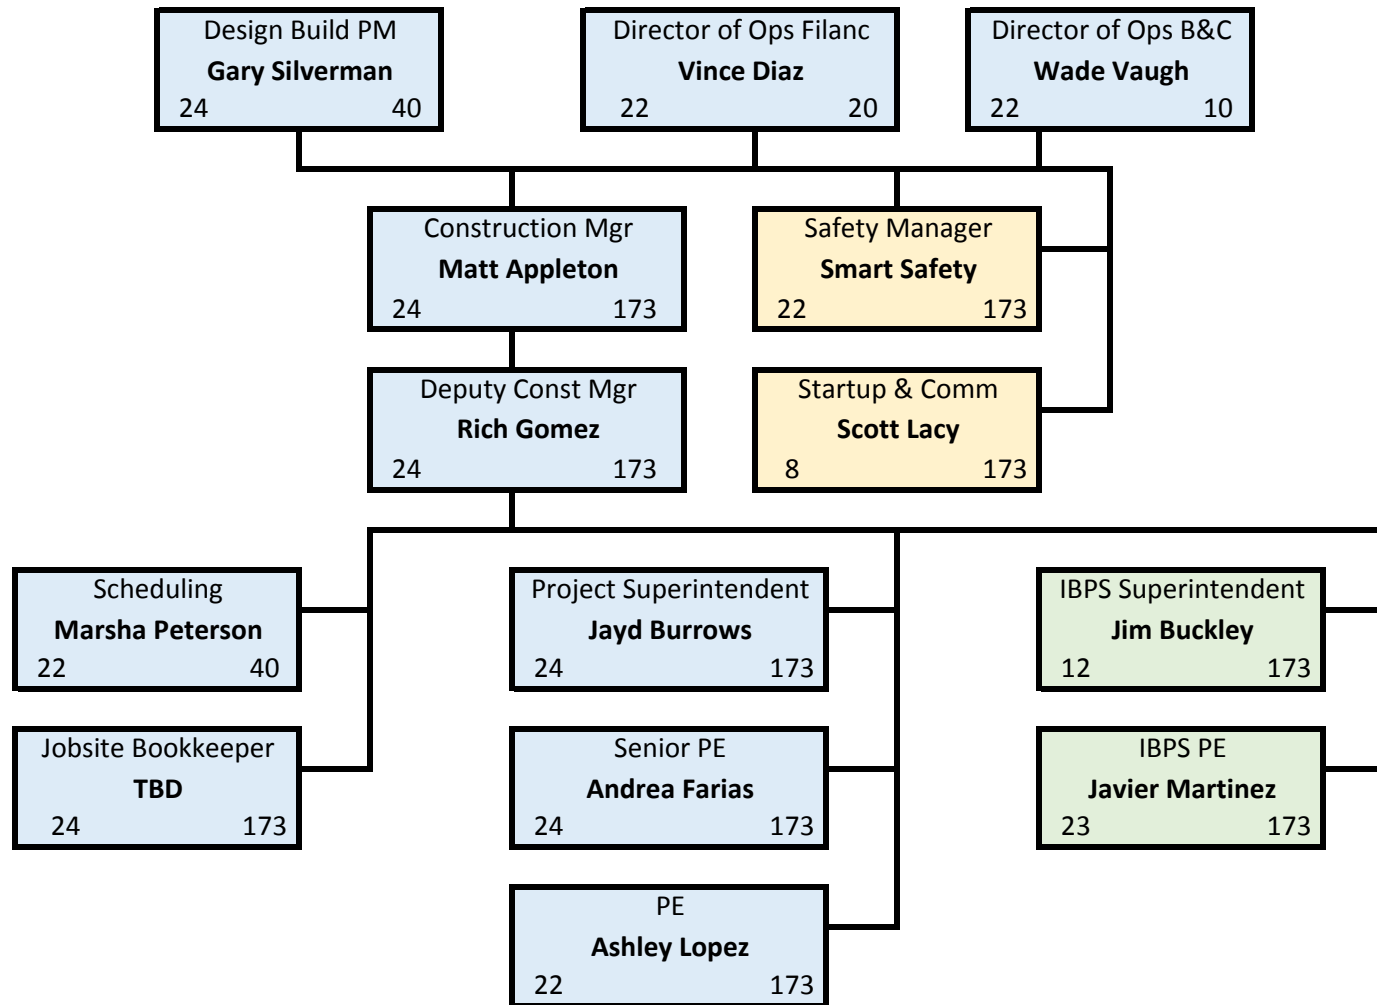 Design Build PM
Gary Silverman
24 40
Director of Ops Filanc
Vince Diaz
22 20
Director of Ops B&C
Wade Vaugh
22 10
Construction Mgr
Matt Appleton
24 173
Safety Manager
Smart Safety
22 173
Deputy Const Mgr
Rich Gomez
24 173
Startup & Comm
Scott Lacy
8 173
Scheduling
Marsha Peterson
22 40
Project Superintendent
Jayd Burrows
24 173
IBPS Superintendent
Jim Buckley
12 173
Jobsite Bookkeeper
TBD
24 173
Senior PE
Andrea Farias
24 173
IBPS PE
Javier Martinez
23 173
PE
Ashley Lopez
22 173